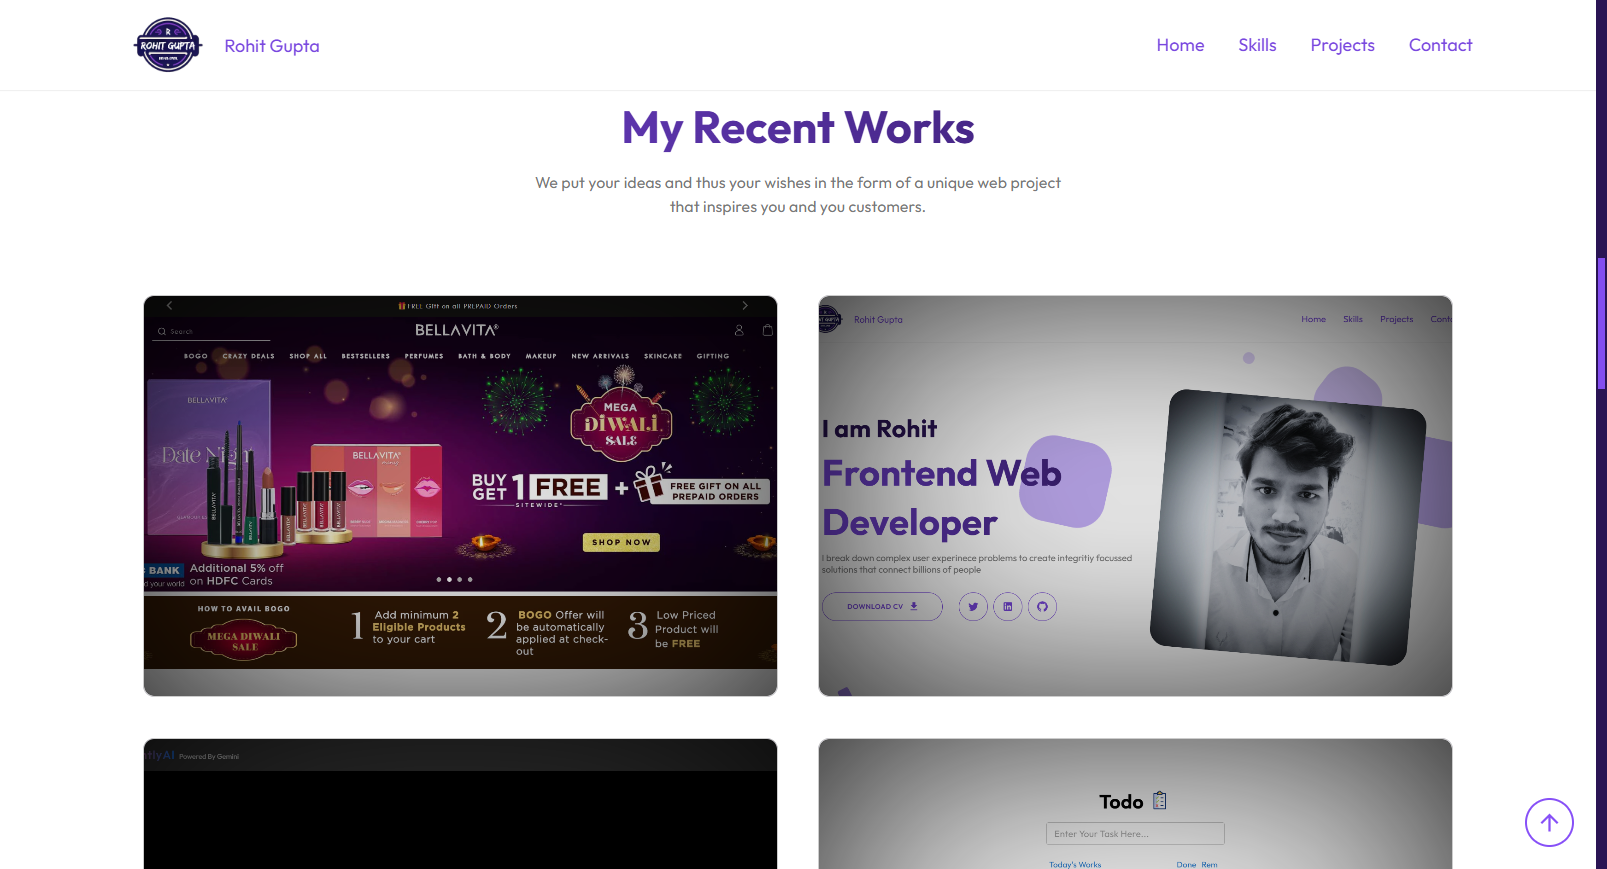 ROHIT GUPTA
Rohit Gupta
Home Skills Projects Contact
My Recent Works
We put your ideas and thus your wishes in the form of a unique web project
that inspires you and you customers.
FREE Gift on all PREPAID Orders
Search
BELLAVITA®
BOGO CRAZY DEALS SHOP ALL BESTSELLERS PERFUMES BATH & BODY MAKEUP NEW ARRIVALS SKINCARE GIFTING
BELLAVITA
Date Night
BELLAVITA
MEGA
DIWALI
SALE
BUY 1 FREE +
GET
SITEWIDE*
FREE GIFT ON ALL
PREPAID ORDERS
SHOP NOW
BANK
Additional 5% off
on HDFC Cards
HOW TO AVAIL BOGO
MEGA DIWALI
SALE
1 Add minimum 2
Eligible Products
to your cart
2 BOGO Offer will
be automatically
applied at check-
out
3 Low Priced
Product will
be FREE
Rohit Gupta
Home Skills Projects
I am Rohit
Frontend Web
Developer
I break down complex user experinece problems to create integritiy focussed
solutions that connect billions of people
DOWNLOAD CV
Powered By Gemini
Todo
Enter Your Task Here...
Today's Works Done Rem